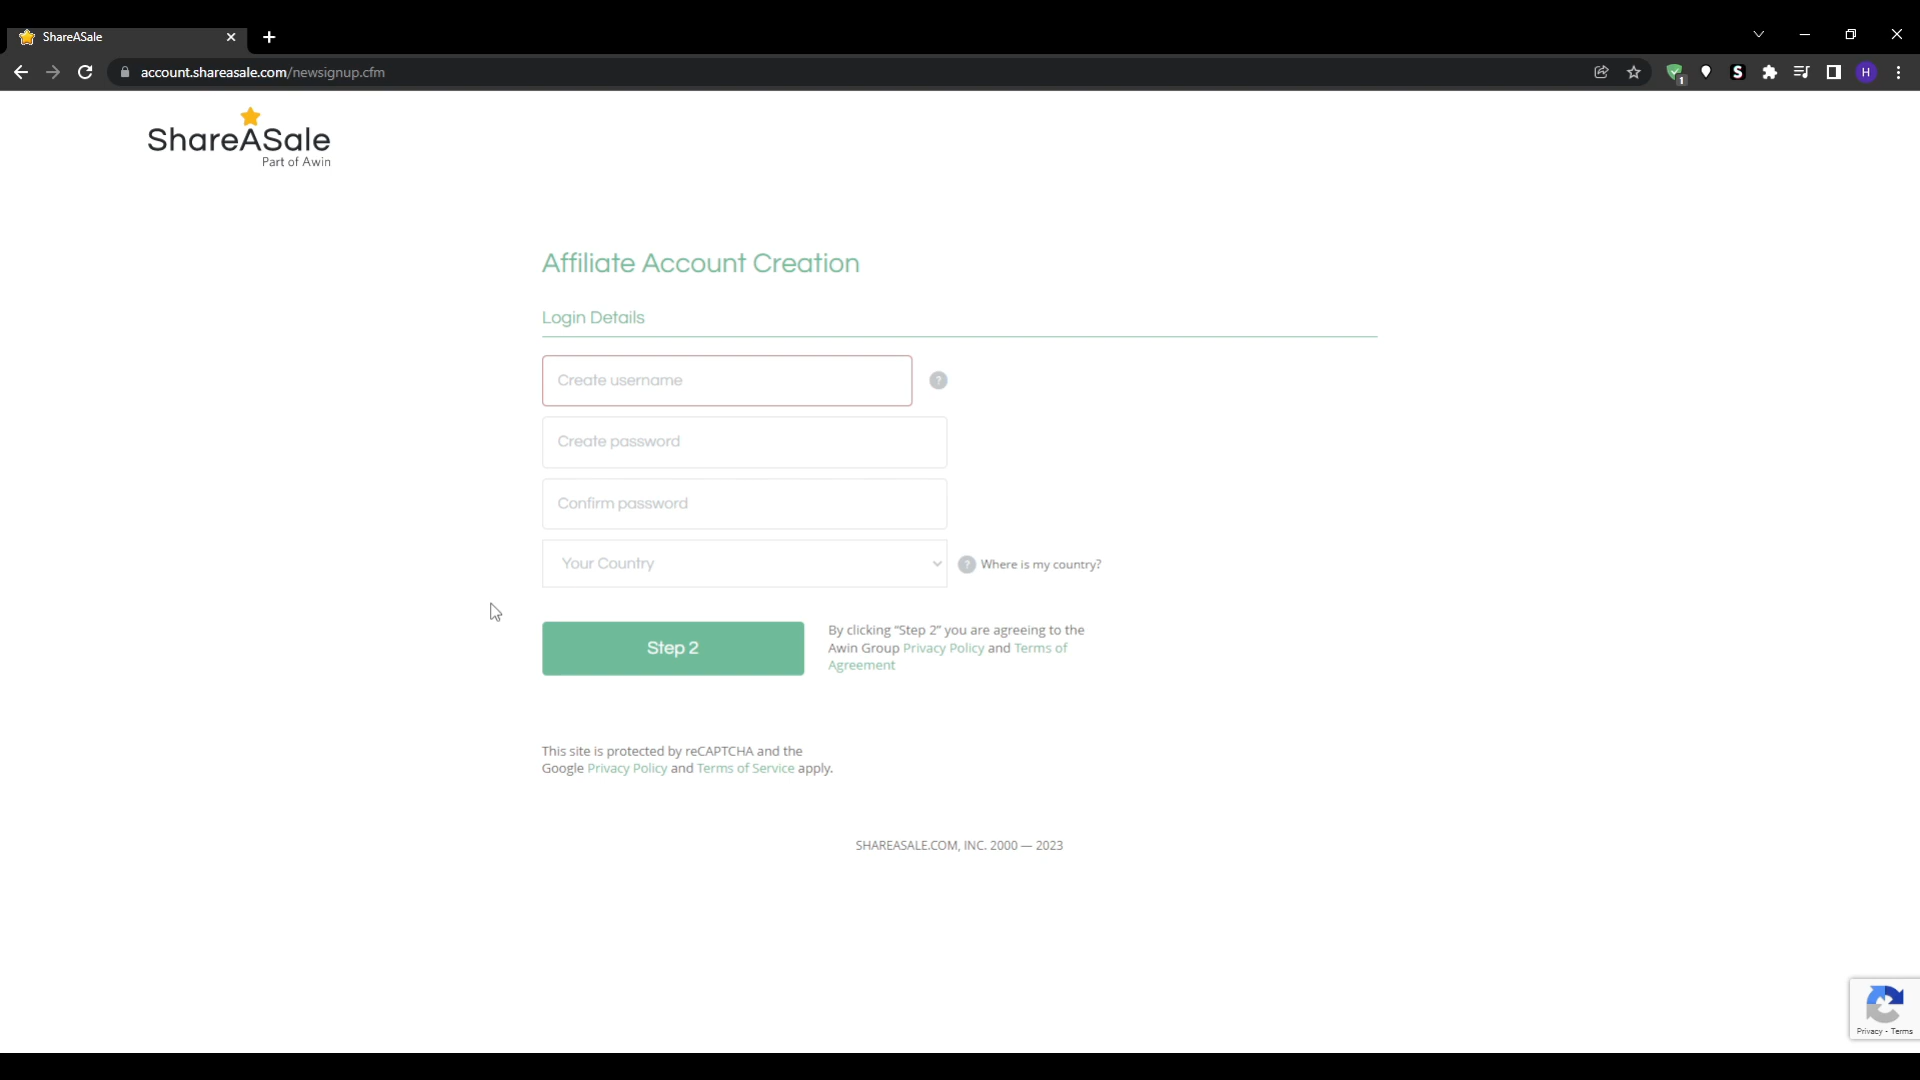 ShareASale
account.shareasale.com/newsignup.cfm
1
S
H
ShareASale
Part of Awin
Affiliate Account Creation
Login Details
Create username
?
Create password
Confirm password
Your Country
? Where is my country?
Step 2
By clicking "Step 2" you are agreeing to the
Awin Group Privacy Policy and Terms of
Agreement
This site is protected by reCAPTCHA and the
Google Privacy Policy and Terms of Service apply.
SHAREASALE.COM, INC. 2000 — 2023
Privacy - Terms